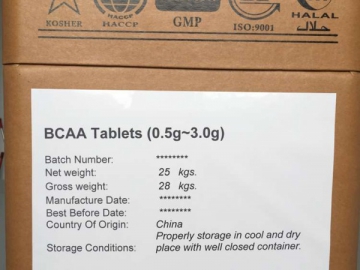 KOSHER
HACCP
GMP
ISO:9001
HALAL
حلال
BCAA Tablets (0.5g~3.0g)
Batch Number: ********
Net weight: 25 kgs.
Gross weight: 28 kgs.
Manufacture Date: ********
Best Before Date: ********
Country Of Origin: China
Properly storage in cool and dry
Storage Conditions: place with well closed container.